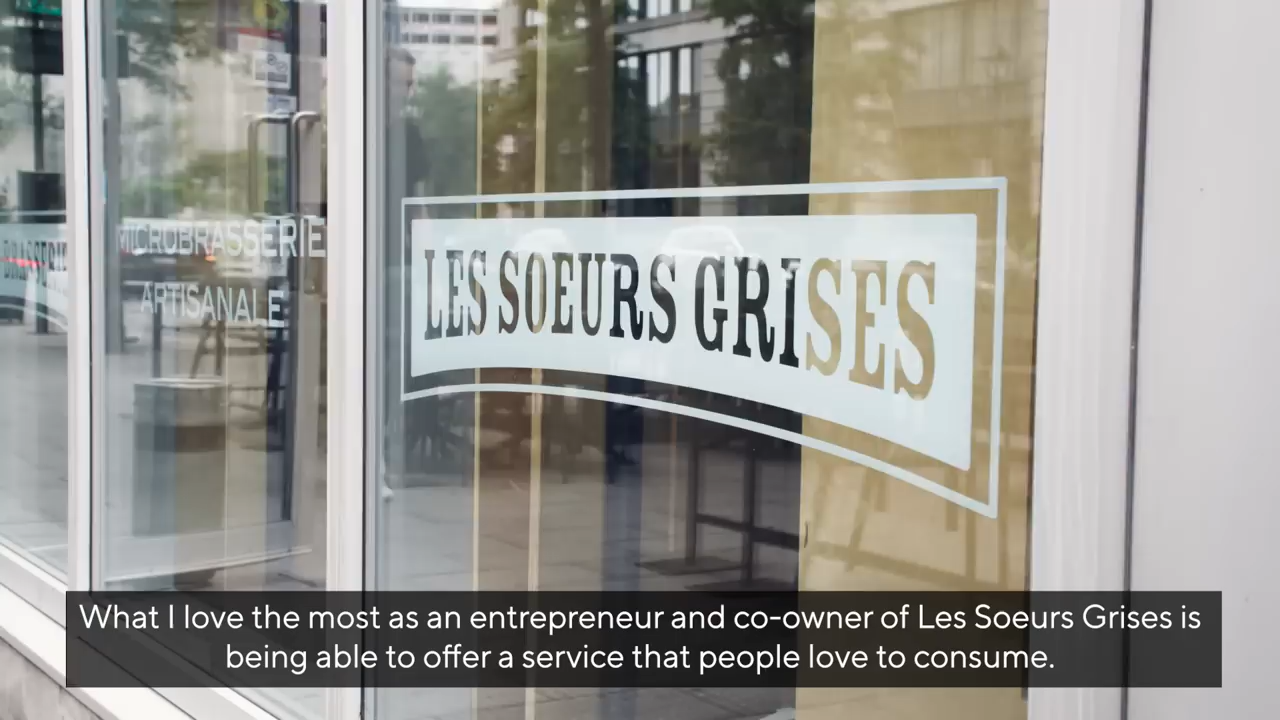 MICROBRASSERIE
ARTISANALE
LES SOEURS GRISES
BRASSERIE
What I love the most as an entrepreneur and co-owner of Les Soeurs Grises is
being able to offer a service that people love to consume.